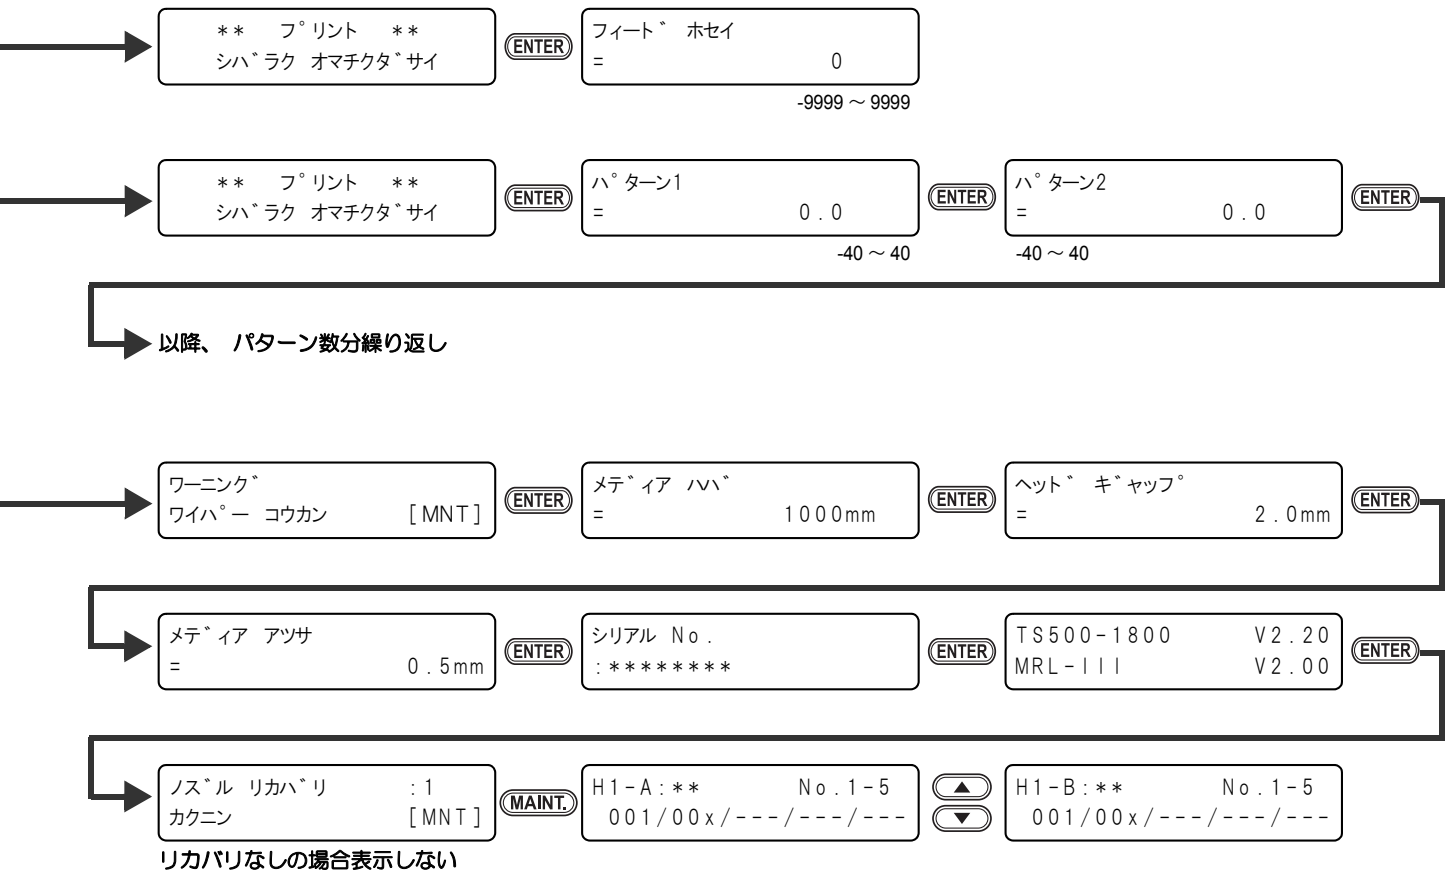 ** プリント **
シバラク オマチクダサイ
ENTER
フィード ホセイ
= 0
-9999 ～ 9999
** プリント **
シバラク オマチクダサイ
ENTER
パターン1
= 0.0
-40 ～ 40
ENTER
パターン2
= 0.0
-40 ～ 40
ENTER
以降、 パターン数分繰り返し
ワーニング
ワイパー コウカン [MNT]
ENTER
メディア ハバ
= 1000mm
ENTER
ヘッド ギャップ
= 2.0mm
ENTER
メディア アツサ
= 0.5mm
ENTER
シリアル No.
:********
ENTER
TS500-1800 V2.20
MRL-III V2.00
ENTER
ノズル リカバリ :1
カクニン [MNT]
MAINT.
H1-A:** No.1-5
001/00x/---/---/---
H1-B:** No.1-5
001/00x/---/---/---
リカバリなしの場合表示しない